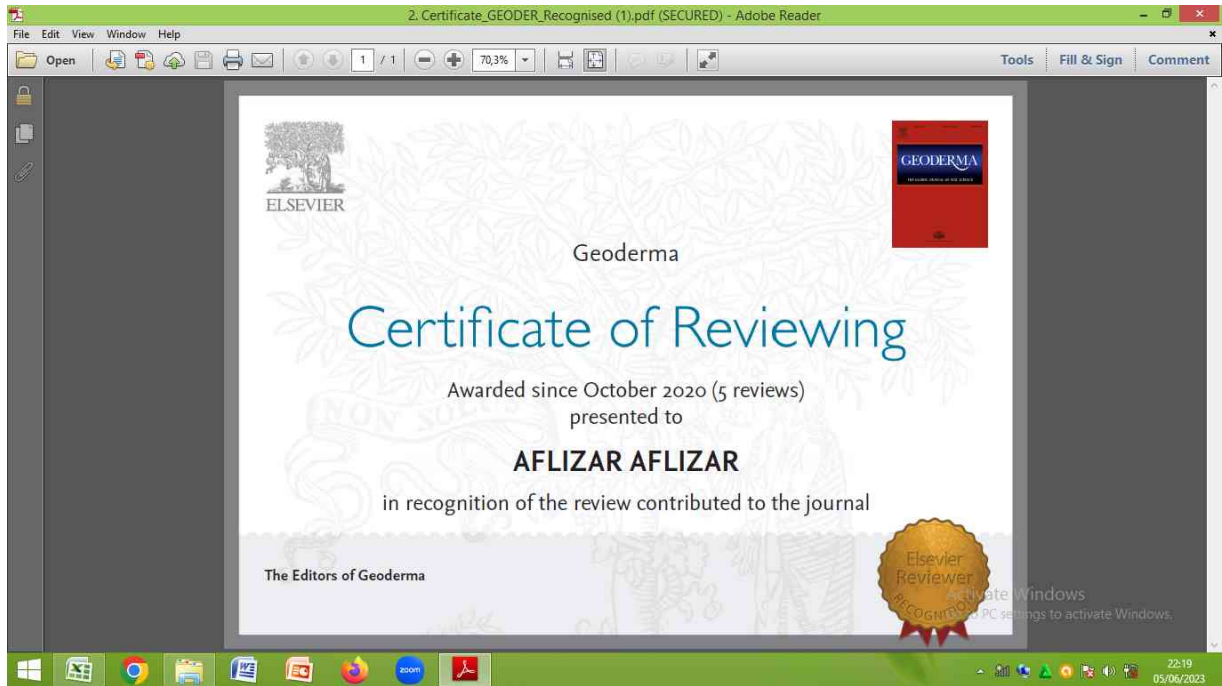 2. Certificate_GEODER_Recognised (1).pdf (SECURED) - Adobe Reader
File Edit View Window Help
Open 1 / 1 70,3% Tools Fill & Sign Comment
ELSEVIER
GEODERMA
Geoderma
Certificate of Reviewing
Awarded since October 2020 (5 reviews)
presented to
AFLIZAR AFLIZAR
in recognition of the review contributed to the journal
NON SOLUS
The Editors of Geoderma
Elsevier
Reviewer
RECOGNITION
Activate Windows
PC settings to activate Windows.
zoom
22:19
05/06/2023